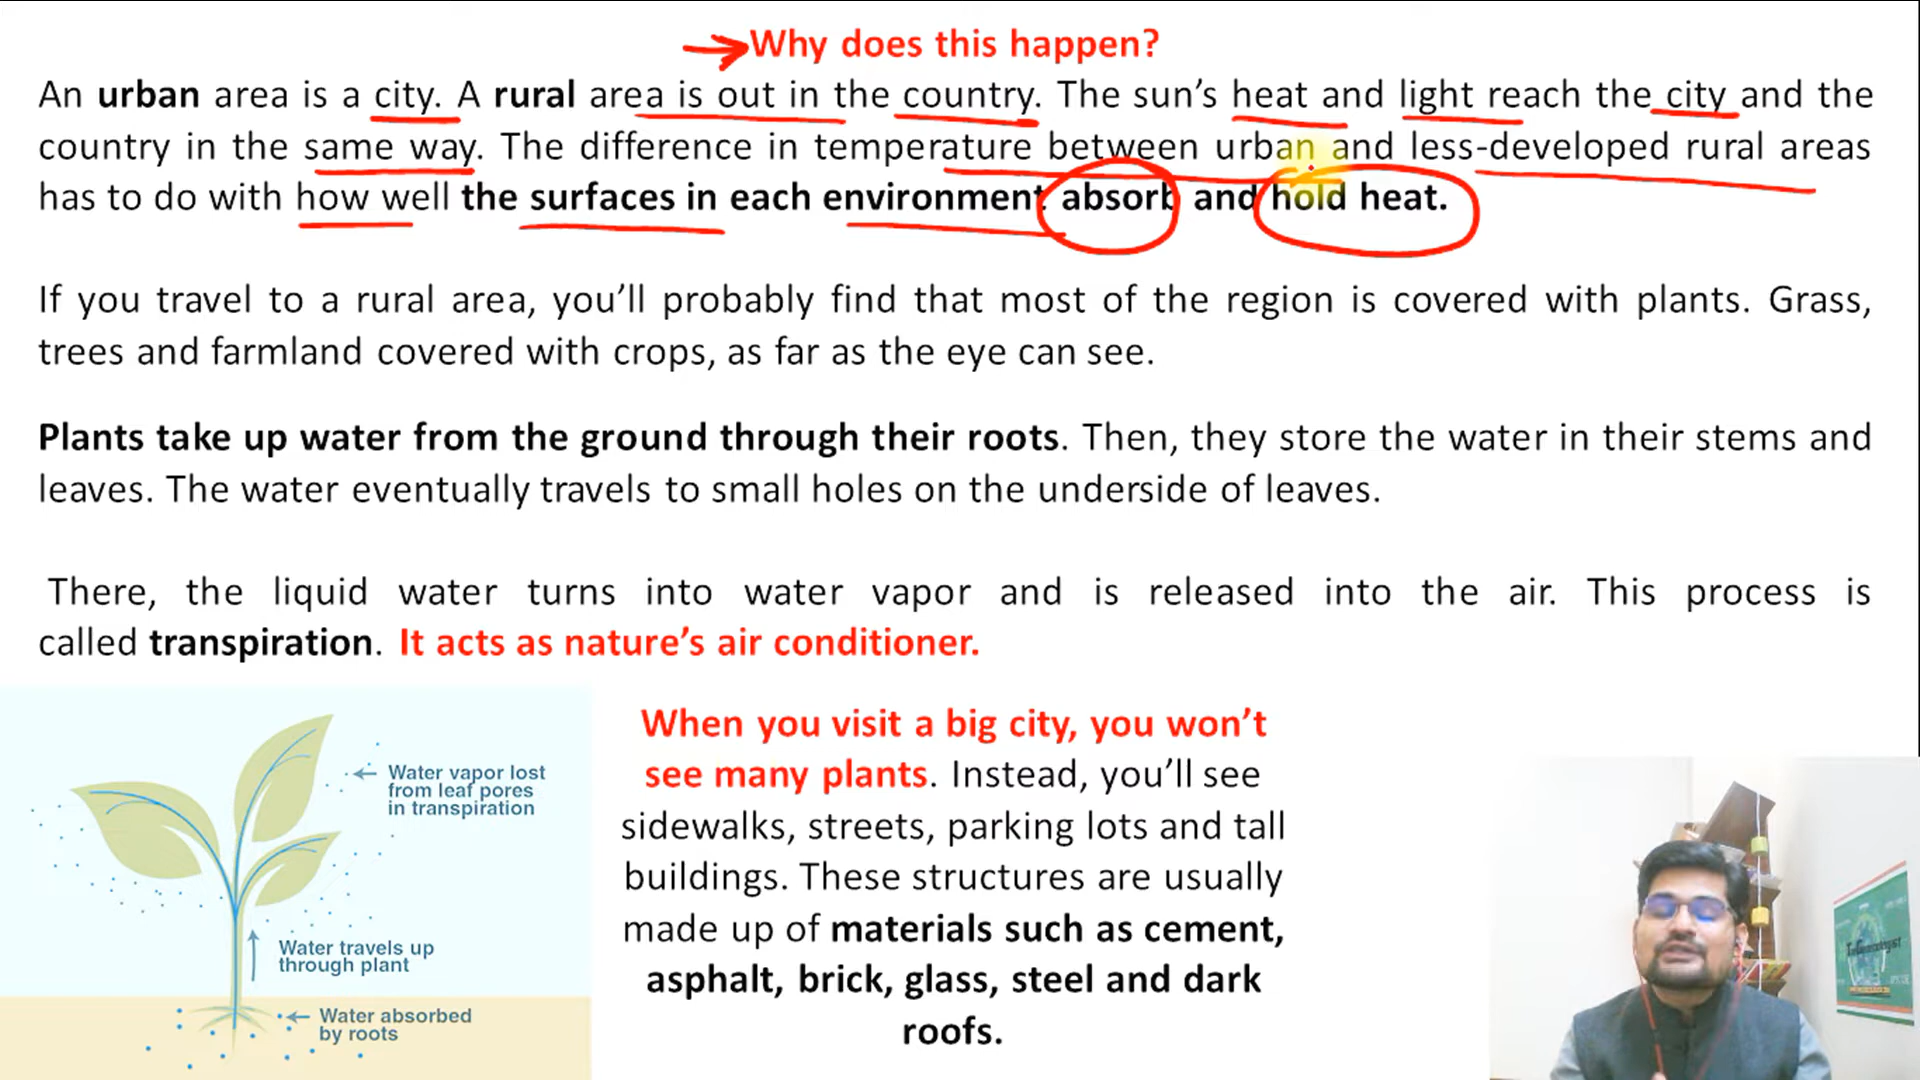 Why does this happen?
An urban area is a city. A rural area is out in the country. The sun's heat and light reach the city and the
country in the same way. The difference in temperature between urban and less-developed rural areas
has to do with how well the surfaces in each environment absorb and hold heat.
If you travel to a rural area, you'll probably find that most of the region is covered with plants. Grass,
trees and farmland covered with crops, as far as the eye can see.
Plants take up water from the ground through their roots. Then, they store the water in their stems and
leaves. The water eventually travels to small holes on the underside of leaves.
There, the liquid water turns into water vapor and is released into the air. This process is
called transpiration. It acts as nature's air conditioner.
Water vapor lost
from leaf pores
in transpiration
Water travels up
through plant
Water absorbed
by roots
When you visit a big city, you won't
see many plants. Instead, you'll see
sidewalks, streets, parking lots and tall
buildings. These structures are usually
made up of materials such as cement,
asphalt, brick, glass, steel and dark
roofs.